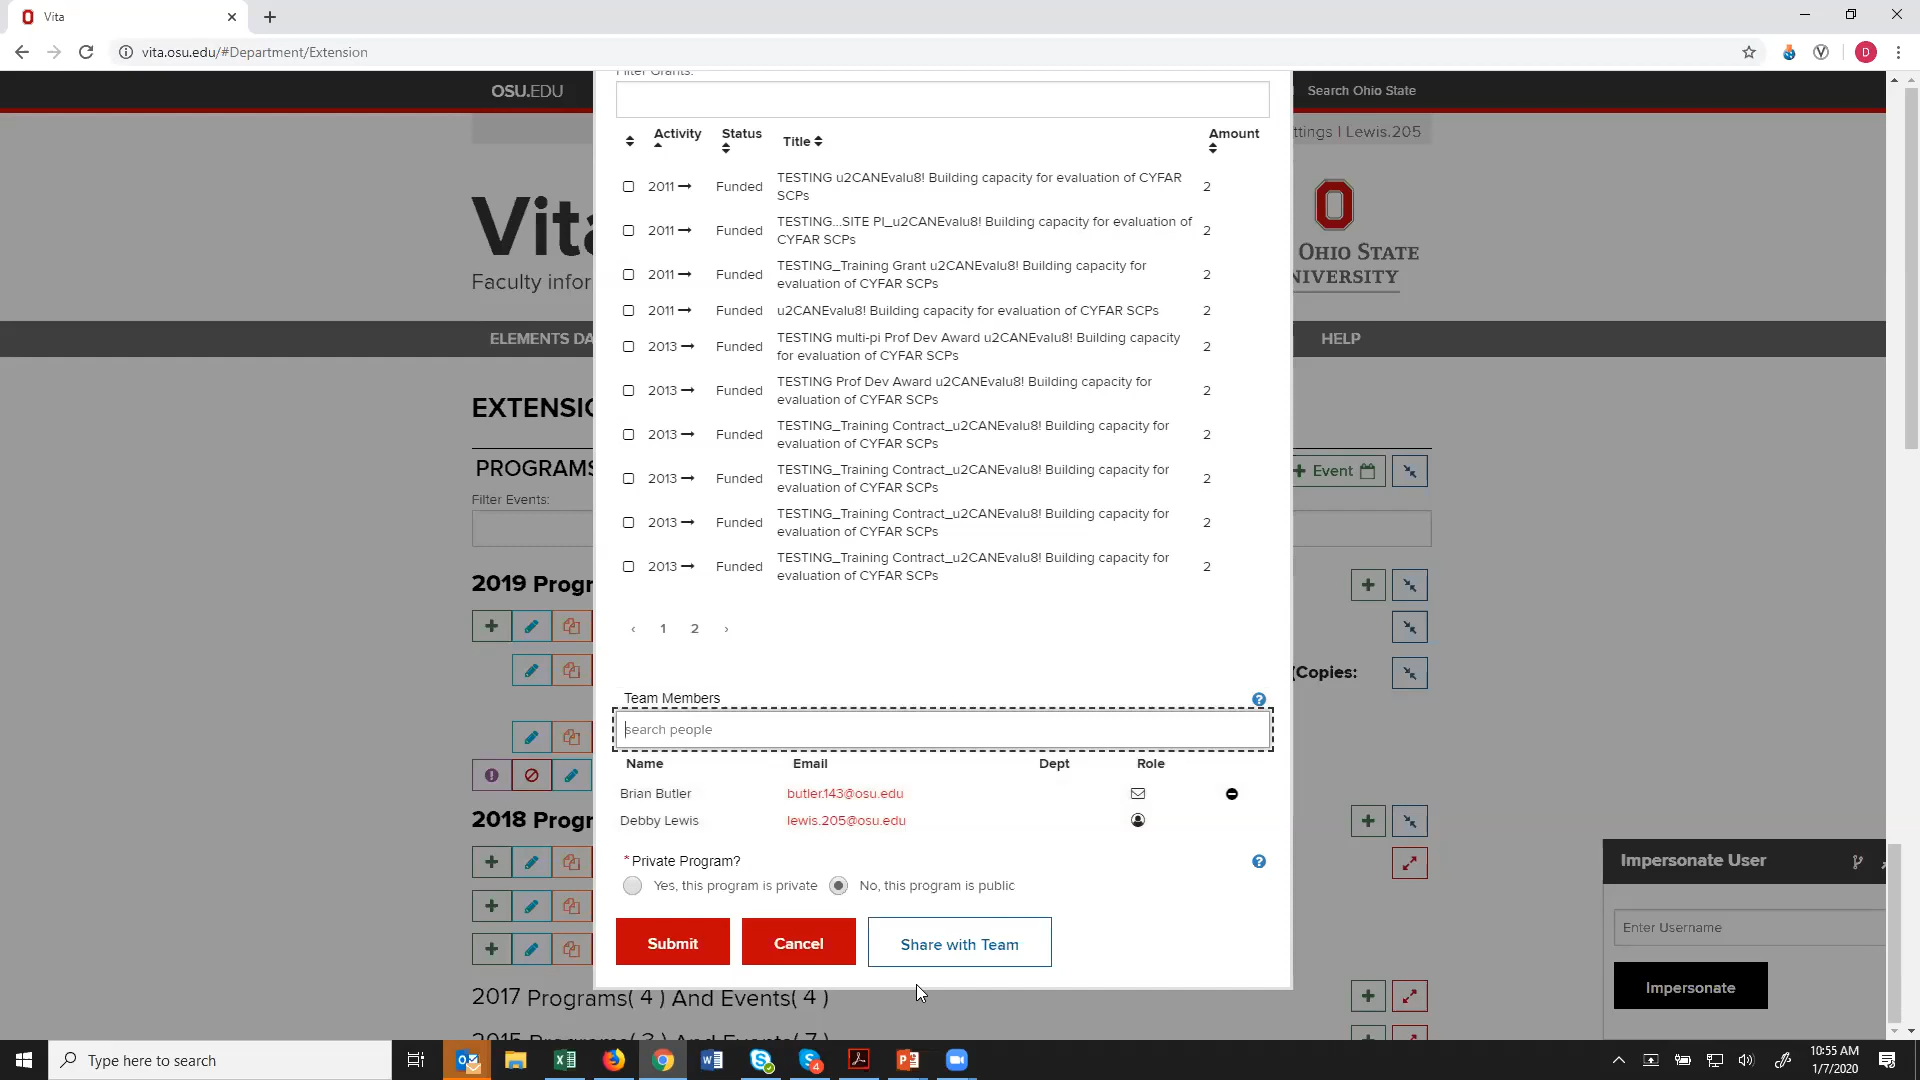 Vita
vita.osu.edu/#Department/Extension
D
OSU.EDU
Search Ohio State
ttings | Lewis.205
Filter Grants:
Activity
Status
Title
Amount
2011
Funded
TESTING u2CANEvalu8! Building capacity for evaluation of CYFAR
SCPs
2
2011
Funded
TESTING...SITE PI_u2CANEvalu8! Building capacity for evaluation of
CYFAR SCPs
2
2011
Funded
TESTING_Training Grant u2CANEvalu8! Building capacity for
evaluation of CYFAR SCPs
2
2011
Funded
u2CANEvalu8! Building capacity for evaluation of CYFAR SCPs
2
2013
Funded
TESTING multi-pi Prof Dev Award u2CANEvalu8! Building capacity
for evaluation of CYFAR SCPs
2
2013
Funded
TESTING Prof Dev Award u2CANEvalu8! Building capacity for
evaluation of CYFAR SCPs
2
2013
Funded
TESTING_Training Contract_u2CANEvalu8! Building capacity for
evaluation of CYFAR SCPs
2
2013
Funded
TESTING_Training Contract_u2CANEvalu8! Building capacity for
evaluation of CYFAR SCPs
2
2013
Funded
TESTING_Training Contract_u2CANEvalu8! Building capacity for
evaluation of CYFAR SCPs
2
2013
Funded
TESTING_Training Contract_u2CANEvalu8! Building capacity for
evaluation of CYFAR SCPs
2
‹ 1 2 ›
Team Members
search people
Name Email Dept Role
Brian Butler butler.143@osu.edu
Debby Lewis lewis.205@osu.edu
*Private Program?
Yes, this program is private
No, this program is public
Submit
Cancel
Share with Team
Vita
Faculty infor
OHIO STATE
NIVERSITY
ELEMENTS DA
HELP
EXTENSIO
PROGRAMS
Event
Filter Events:
2019 Progr
(Copies:
2018 Progr
2017 Programs( 4 ) And Events( 4 )
2015 Programs( 3 ) And Events( 7 )
Impersonate User
Enter Username
Impersonate
Type here to search
4
10:55 AM
1/7/2020